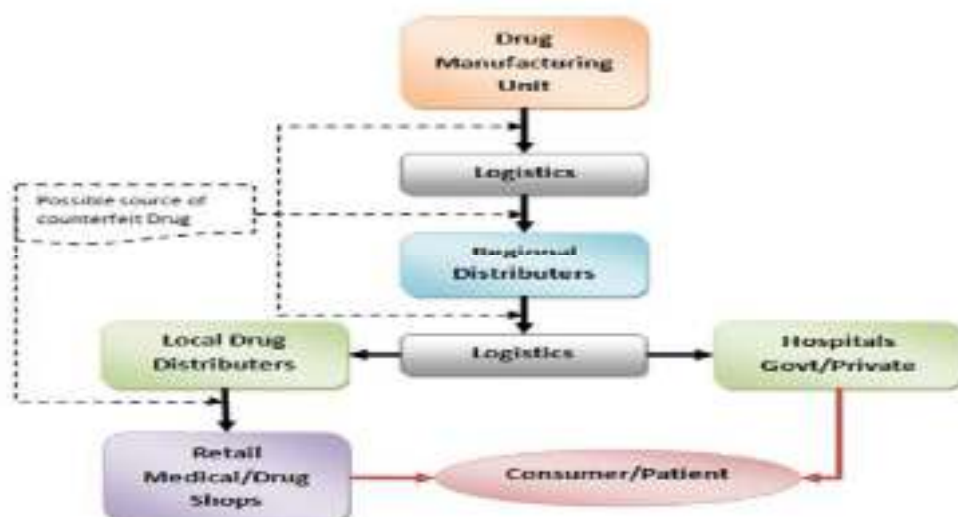 Drug
Manufacturing
Unit
Logistics
Possible source of
counterfeit Drug
Regional
Distributers
Local Drug
Distributers
Logistics
Hospitals
Govt/Private
Retail
Medical/Drug
Shops
Consumer/Patient